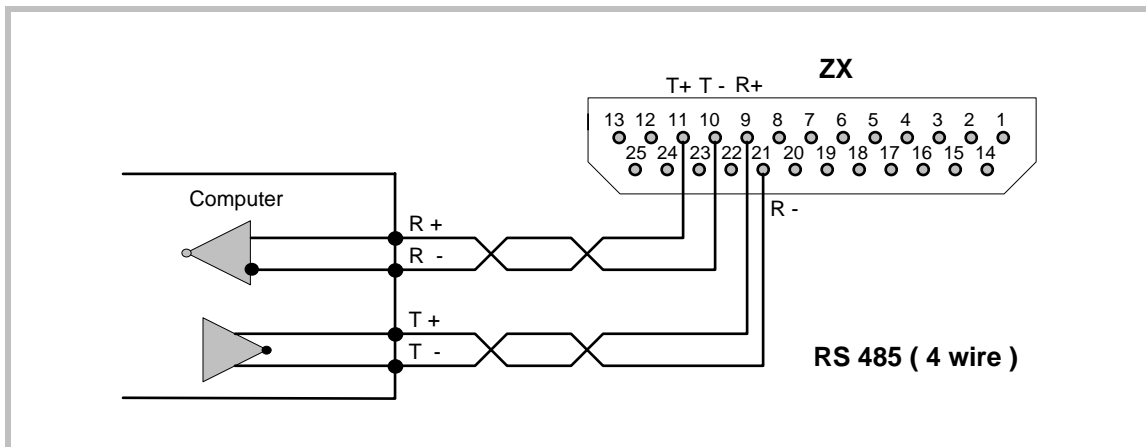 ZX
T+ T - R+
13 12 11 10 9 8 7 6 5 4 3 2 1
25 24 23 22 21 20 19 18 17 16 15 14
R -
Computer
R +
R -
T +
T -
RS 485 ( 4 wire )